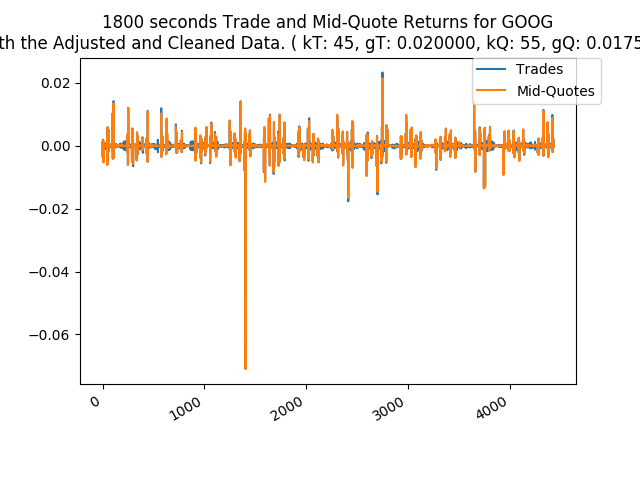 1800 seconds Trade and Mid-Quote Returns for GOOG
th the Adjusted and Cleaned Data. ( kT: 45, gT: 0.020000, kQ: 55, gQ: 0.0175
Trades
Mid-Quotes
0.02
0.00
−0.02
−0.04
−0.06
0
1000
2000
3000
4000